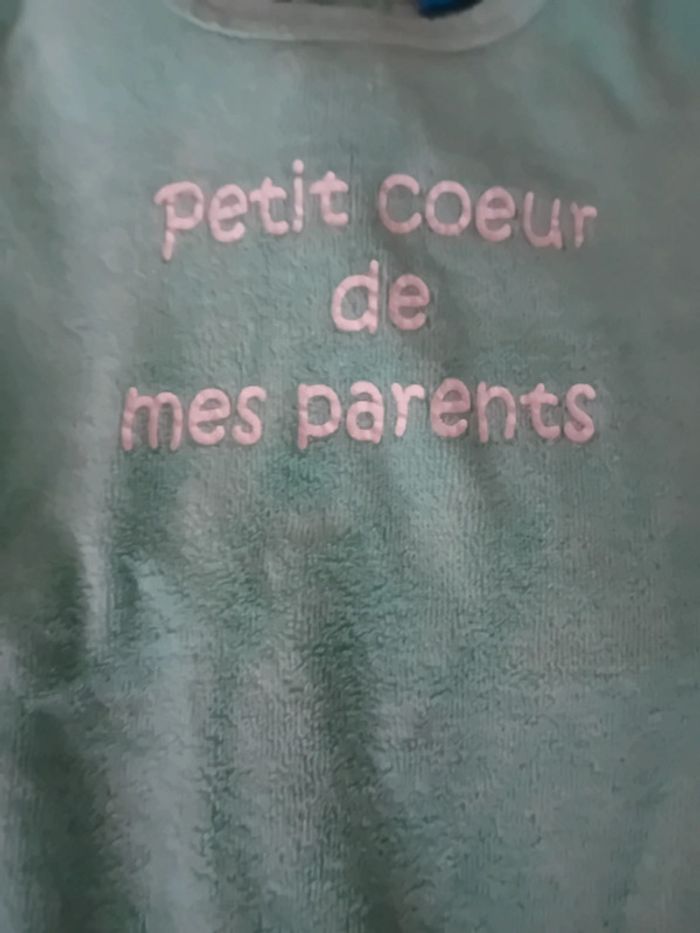 petit coeur
de
mes parents